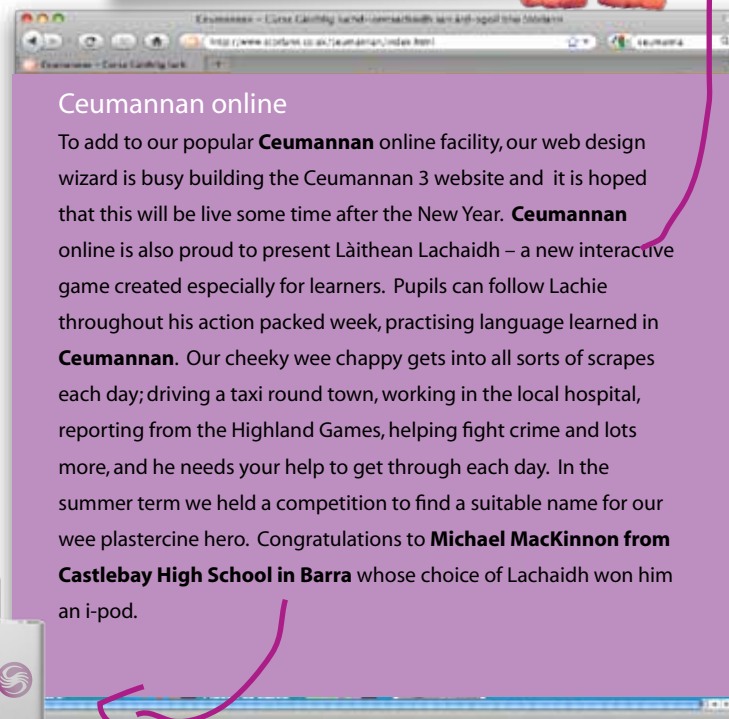 Ceumannan online
To add to our popular Ceumannan online facility, our web design
wizard is busy building the Ceumannan 3 website and it is hoped
that this will be live some time after the New Year. Ceumannan
online is also proud to present Làithean Lachaidh – a new interactive
game created especially for learners. Pupils can follow Lachie
throughout his action packed week, practising language learned in
Ceumannan. Our cheeky wee chappy gets into all sorts of scrapes
each day; driving a taxi round town, working in the local hospital,
reporting from the Highland Games, helping fight crime and lots
more, and he needs your help to get through each day. In the
summer term we held a competition to find a suitable name for our
wee plastercine hero. Congratulations to Michael MacKinnon from
Castlebay High School in Barra whose choice of Lachaidh won him
an i-pod.